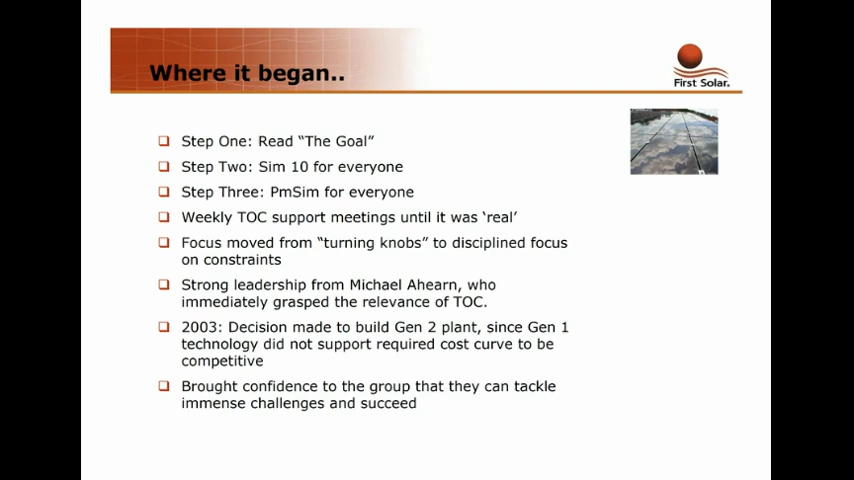 Where it began..
First Solar.
Step One: Read “The Goal”
Step Two: Sim 10 for everyone
Step Three: PmSim for everyone
Weekly TOC support meetings until it was ‘real’
Focus moved from “turning knobs” to disciplined focus
on constraints
Strong leadership from Michael Ahearn, who
immediately grasped the relevance of TOC.
2003: Decision made to build Gen 2 plant, since Gen 1
technology did not support required cost curve to be
competitive
Brought confidence to the group that they can tackle
immense challenges and succeed